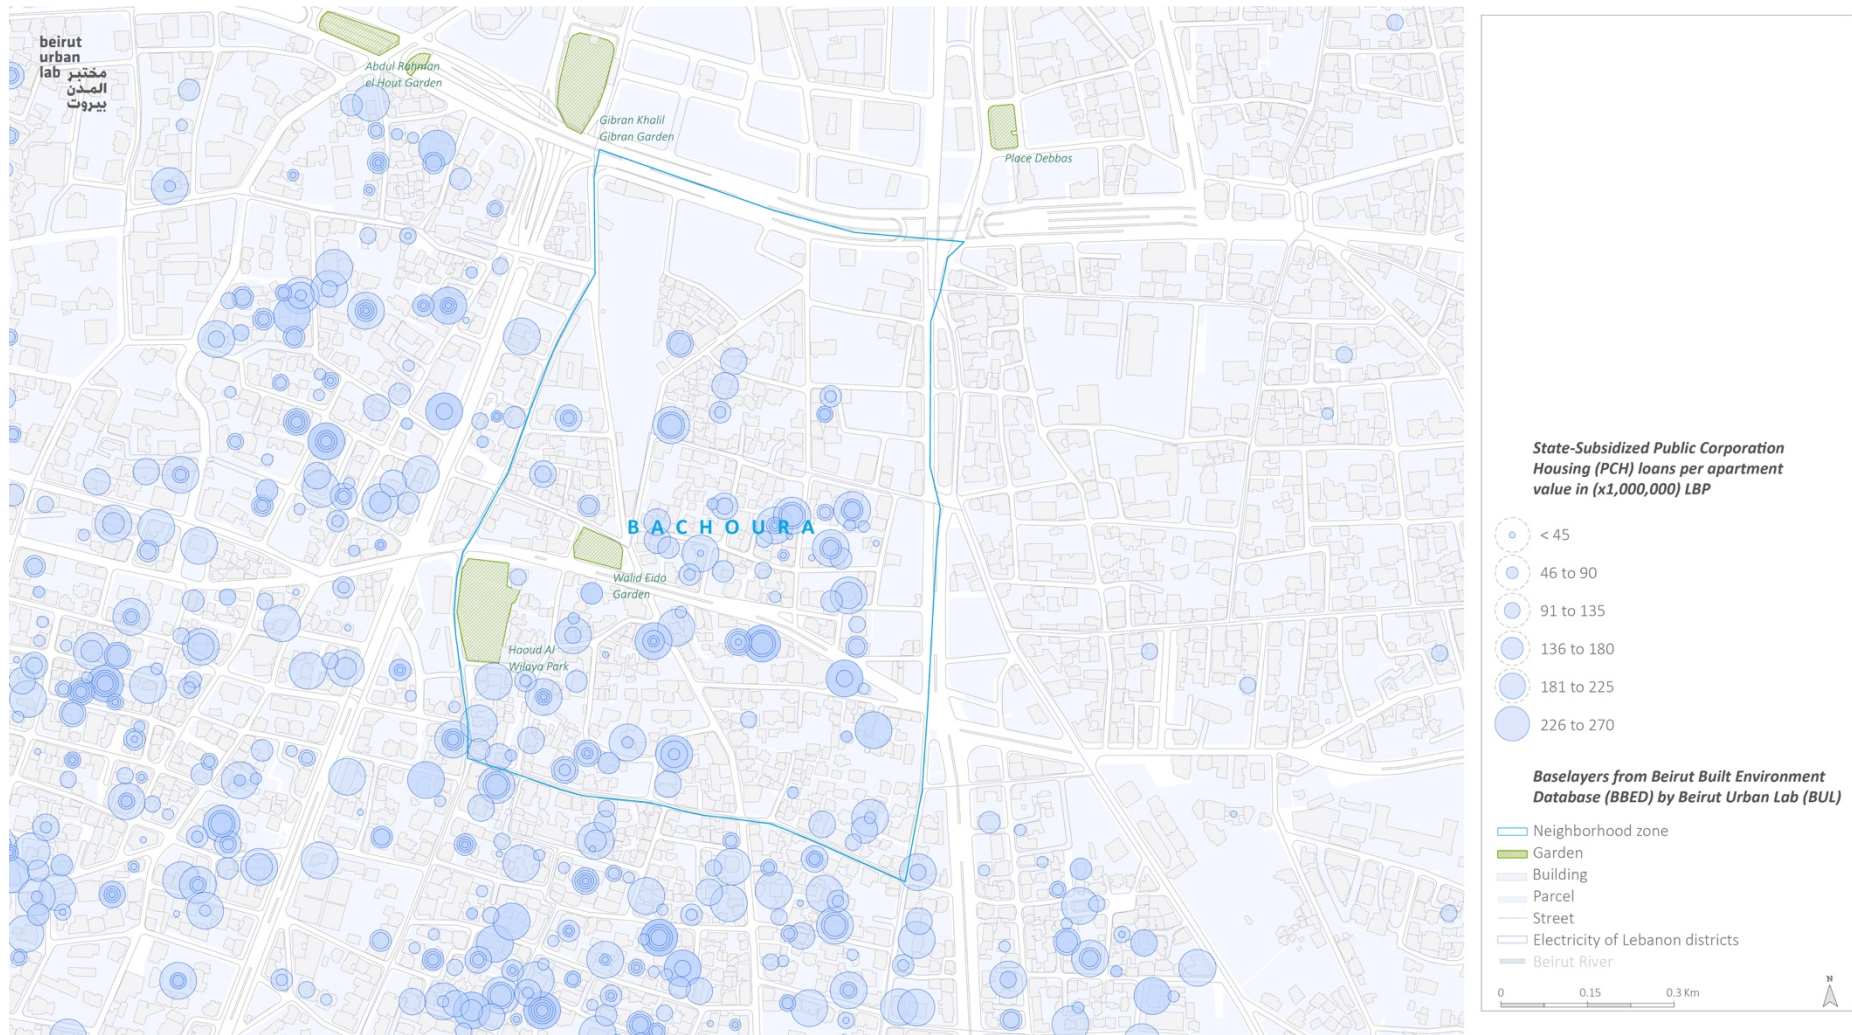 beirut
urban
lab مختبر
المدن
بيروت
Abdul Rahman
el Hout Garden
Gibran Khalil
Gibran Garden
Place Debbas
BACHOURA
Walid Eido
Garden
Haoud Al
Wilaya Park
State-Subsidized Public Corporation
Housing (PCH) loans per apartment
value in (x1,000,000) LBP
< 45
46 to 90
91 to 135
136 to 180
181 to 225
226 to 270
Baselayers from Beirut Built Environment
Database (BBED) by Beirut Urban Lab (BUL)
Neighborhood zone
Garden
Building
Parcel
Street
Electricity of Lebanon districts
Beirut River
N
0 0.15 0.3 Km